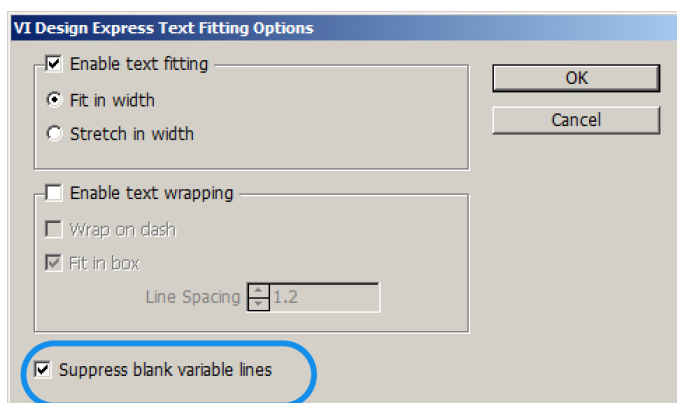 VI Design Express Text Fitting Options
Enable text fitting
OK
Fit in width
Cancel
Stretch in width
Enable text wrapping
Wrap on dash
Fit in box
Line Spacing 1.2
Suppress blank variable lines